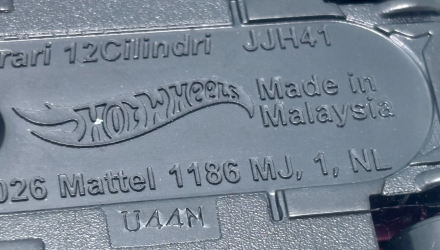 rari 12Cilindri JJH41
Hot Wheels
Made in
Malaysia
026 Mattel 1186 MJ, 1, NL
U44N